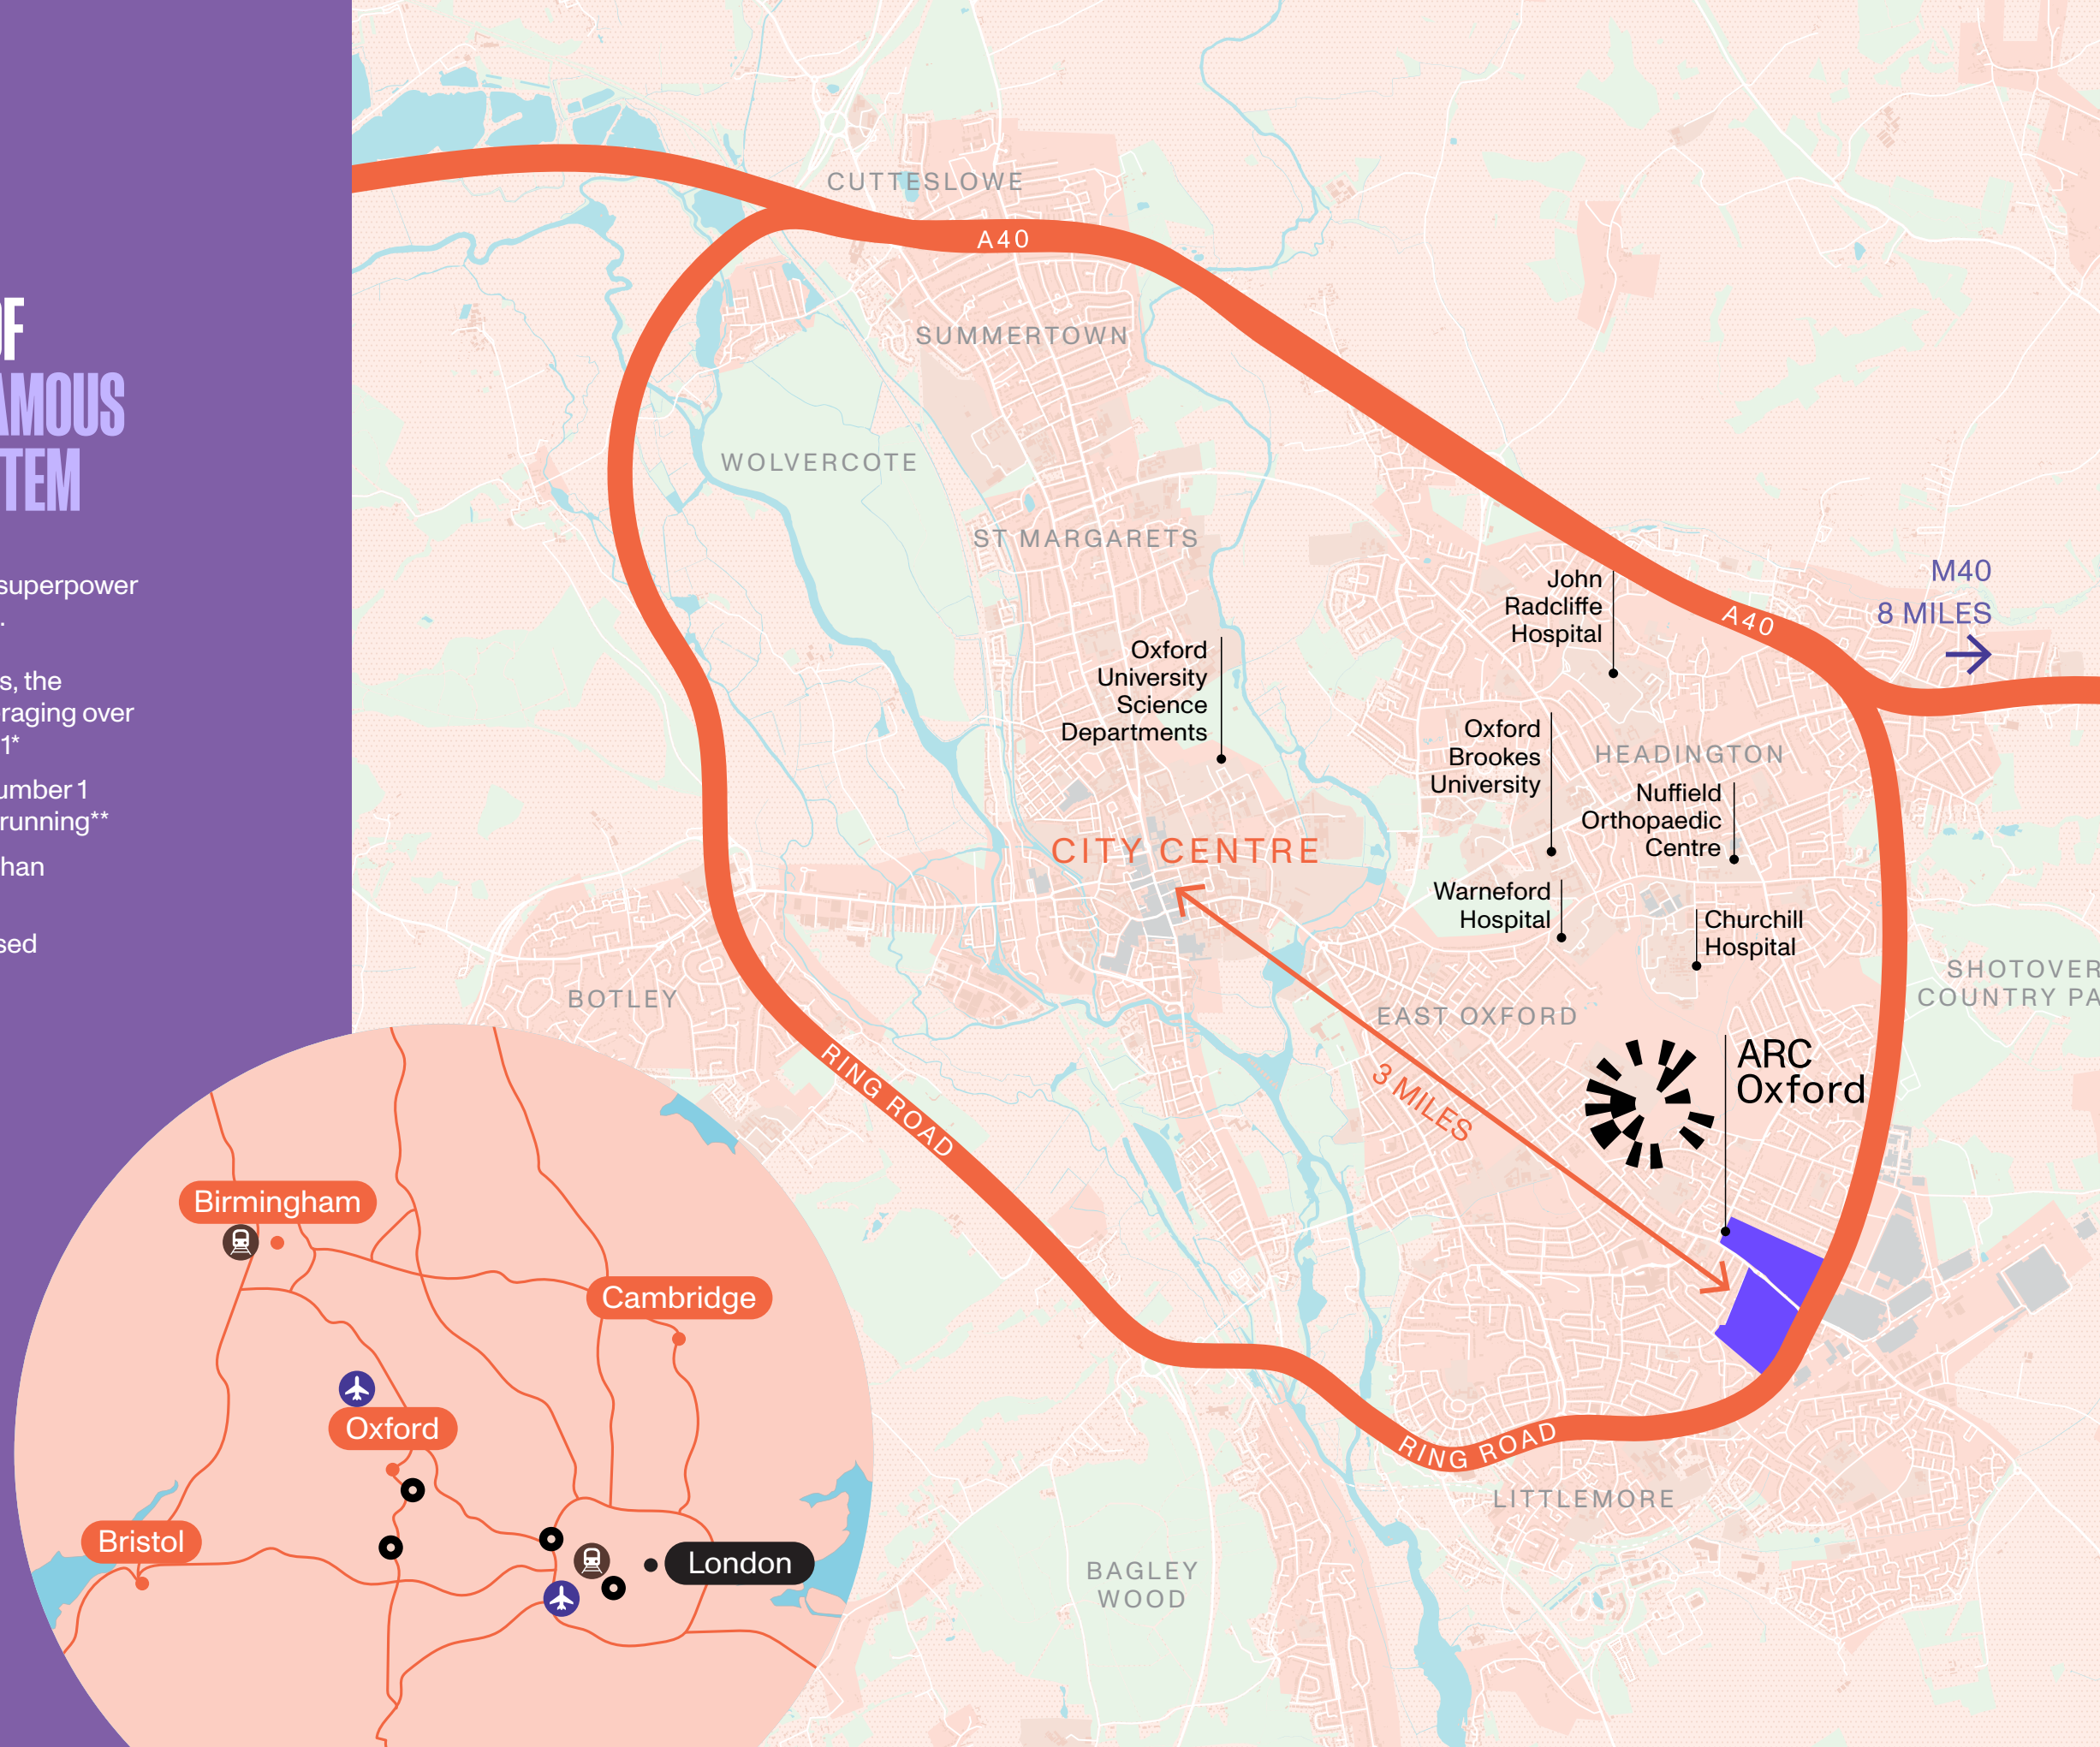 OF
AMOUS
TEM
superpower
.
s, the
raging over
1*
umber 1
running**
han
sed
CUTTESLOWE
A40
SUMMERTOWN
WOLVERCOTE
ST MARGARETS
M40
8 MILES
A40
John
Radcliffe
Hospital
Oxford
University
Science
Departments
Oxford
Brookes
University
HEADINGTON
Nuffield
Orthopaedic
Centre
CITY CENTRE
Warneford
Hospital
Churchill
Hospital
SHOTOVER
COUNTRY PA
BOTLEY
EAST OXFORD
3 MILES
ARC
Oxford
RING ROAD
RING ROAD
LITTLEMORE
BAGLEY
WOOD
Birmingham
Cambridge
Oxford
Bristol
London